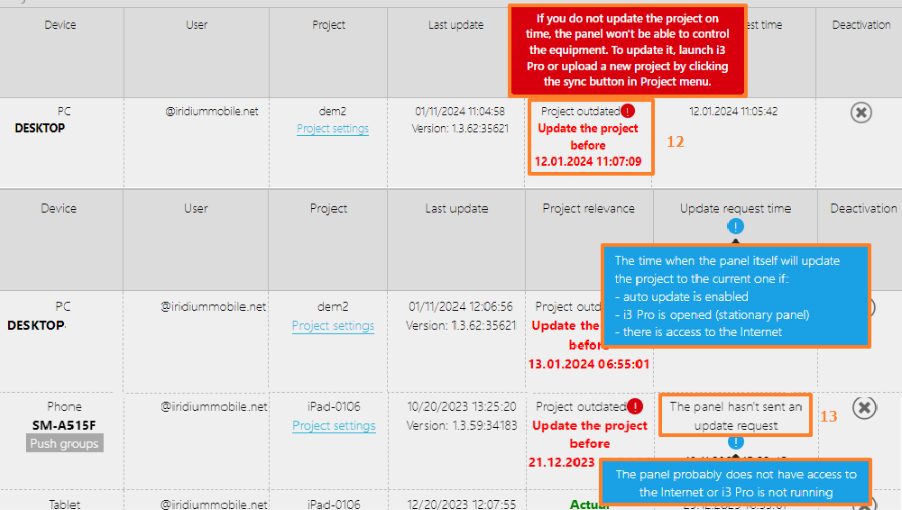 If you do not update the project on
time, the panel won't be able to control
the equipment. To update it, launch i3
Pro or upload a new project by clicking
the sync button in Project menu.
Device User Project Last update est time Deactivation
PC @iridiummobile.net dem2 01/11/2024 11:04:58 Project outdated! 12.01.2024 11:05:42
DESKTOP Project settings Version: 1.3.62:35621 Update the project
before
12.01.2024 11:07:09
12
Device User Project Last update Project relevance Update request time Deactivation
!
The time when the panel itself will update
the project to the current one if:
- auto update is enabled
- i3 Pro is opened (stationary panel)
- there is access to the Internet
PC @iridiummobile.net dem2 01/11/2024 12:06:56 Project
DESKTOP Project settings Version: 1.3.62:35621 Update the
before
13.01.2024 06:55:01
Phone @iridiummobile.net iPad-0106 10/20/2023 13:25:20 Project outdated! The panel hasn't sent an
SM-A515F Project settings Version: 1.3.59:34183 Update the project update request
13
Push groups before !
21.12.2023
The panel probably does not have access to
the Internet or i3 Pro is not running
Tablet @iridiummobile.net iPad-0106 12/20/2023 12:07:55 Actual